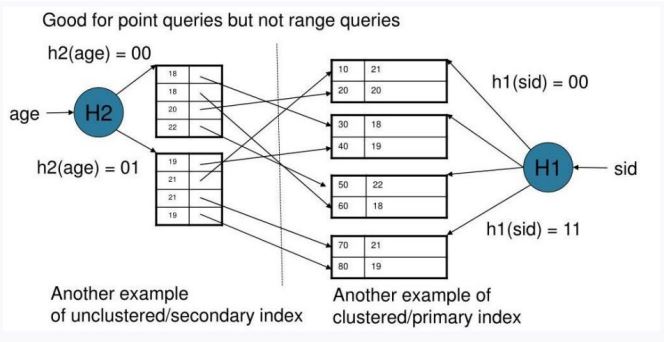 Good for point queries but not range queries
h2(age) = 00
age
H2
h2(age) = 01
18
18
20
22
19
21
21
19
10 21
20 20
30 18
40 19
50 22
60 18
70 21
80 19
h1(sid) = 00
H1
sid
h1(sid) = 11
Another example
of unclustered/secondary index
Another example of
clustered/primary index